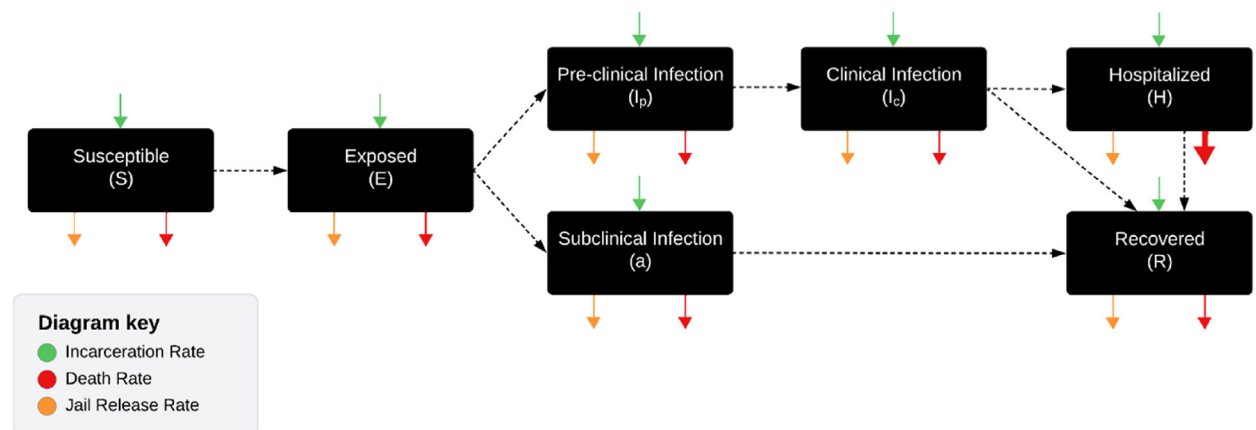 Pre-clinical Infection
(Iₚ)
Clinical Infection
(I꜀)
Hospitalized
(H)
Susceptible
(S)
Exposed
(E)
Subclinical Infection
(a)
Recovered
(R)
Diagram key
Incarceration Rate
Death Rate
Jail Release Rate